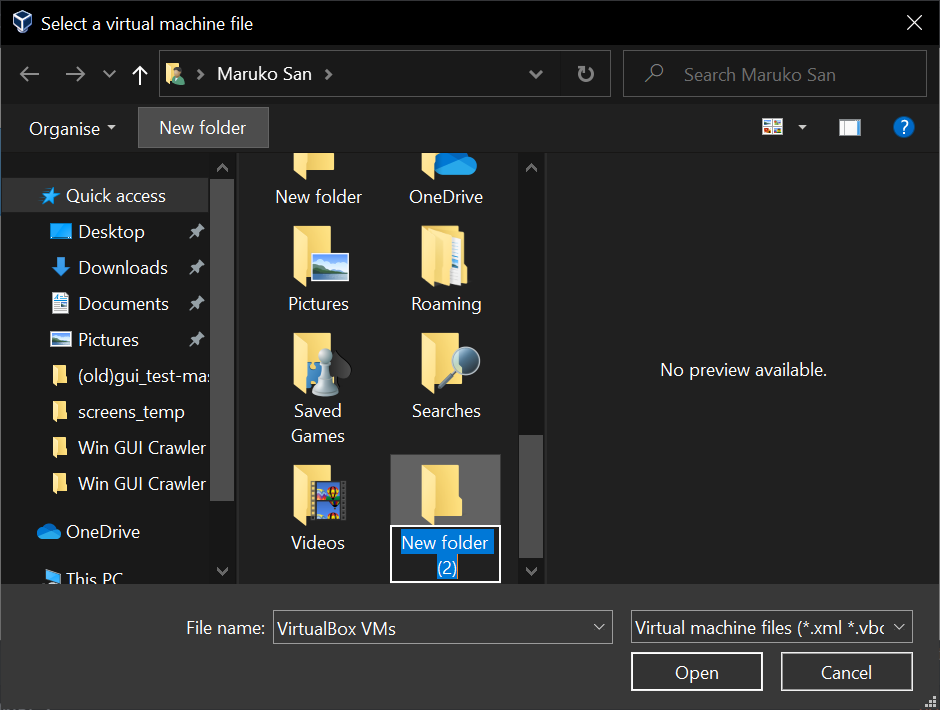 Select a virtual machine file
Maruko San
Search Maruko San
Organise
New folder
?
Quick access
Desktop
Downloads
Documents
Pictures
(old)gui_test-mas
screens_temp
Win GUI Crawler
Win GUI Crawler
OneDrive
This PC
New folder
OneDrive
Pictures
Roaming
Saved
Games
Searches
Videos
New folder
(2)
No preview available.
File name:
VirtualBox VMs
Virtual machine files (*.xml *.vbo
Open
Cancel